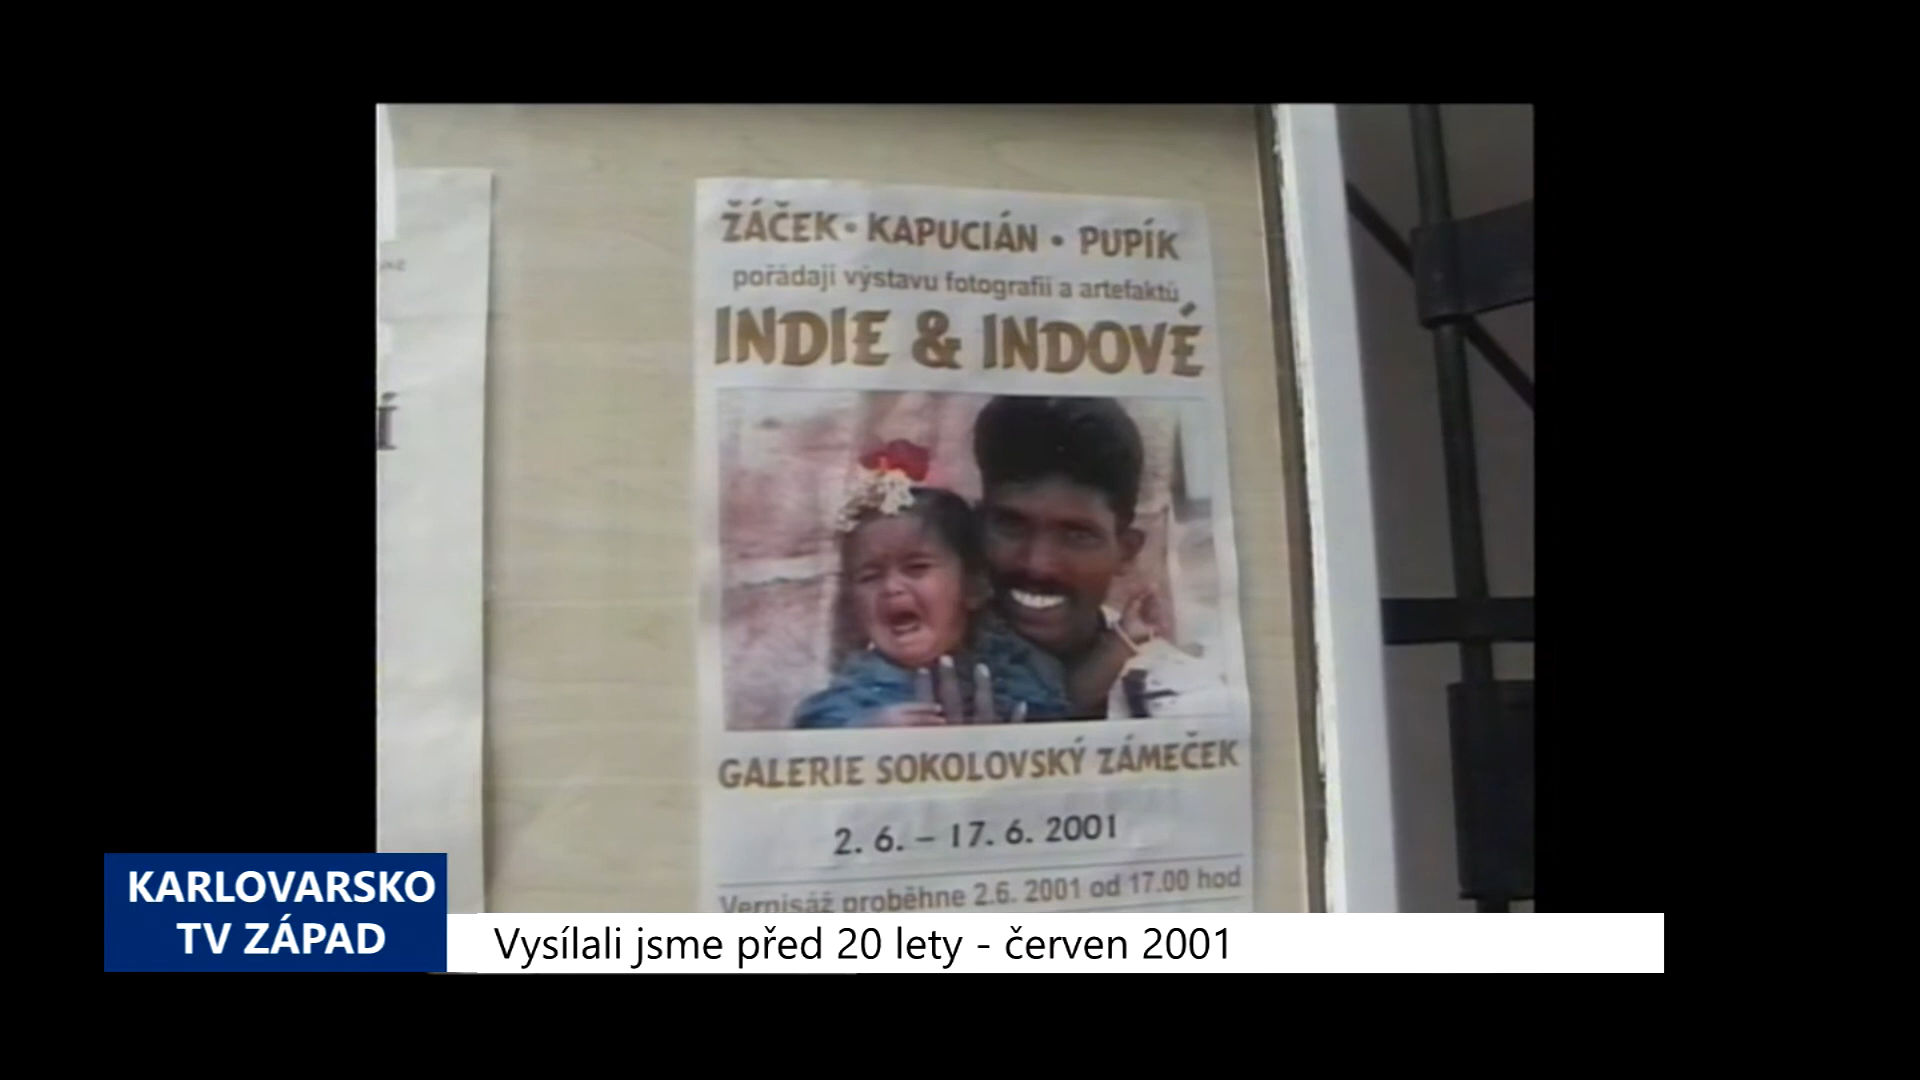 ŽÁČEK • KAPUCIÁN • PUPÍK
pořádají výstavu fotografií a artefaktů
INDIE & INDOVÉ
GALERIE SOKOLOVSKÝ ZÁMEČEK
2. 6. – 17. 6. 2001
Vernisáž proběhne 2.6. 2001 od 17.00 hod
KARLOVARSKO
TV ZÁPAD
Vysílali jsme před 20 lety - červen 2001